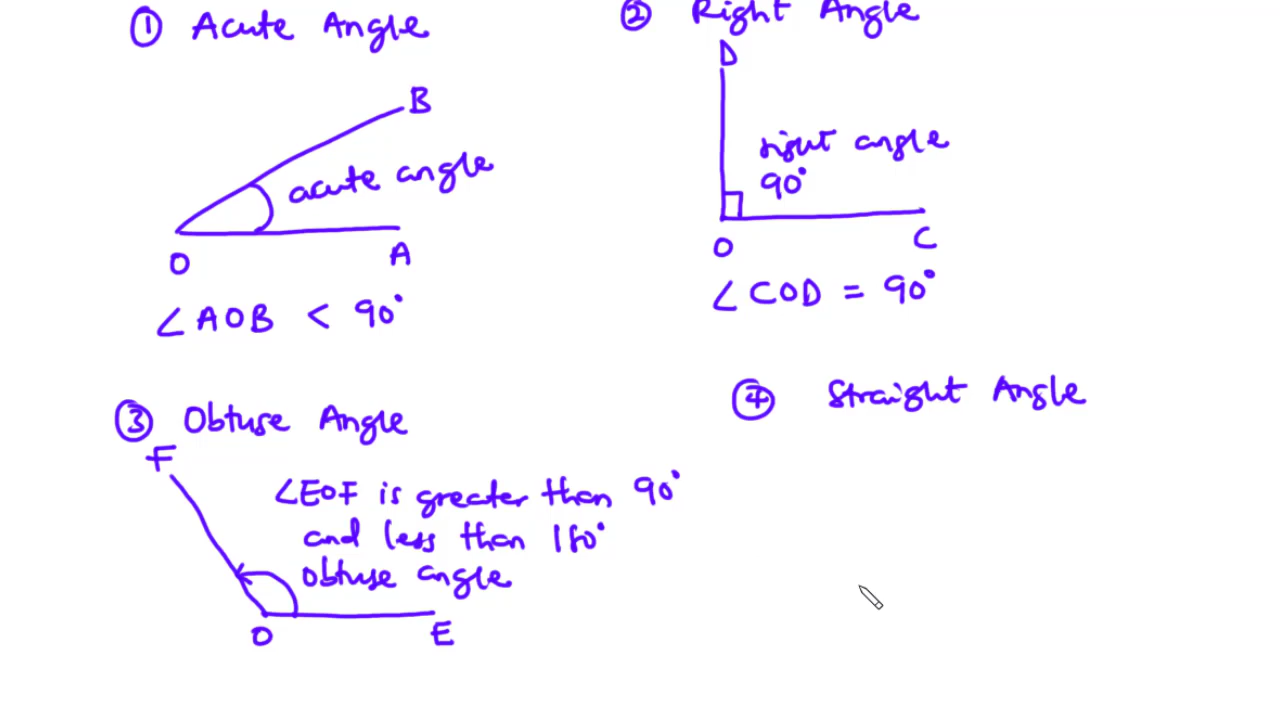 ① Acute Angle
B
acute angle
O
A
∠AOB < 90°
② Right Angle
D
right angle
90°
O
C
∠COD = 90°
③ Obtuse Angle
F
∠EOF is greater than 90°
and less than 180°
obtuse angle
O
E
④ Straight Angle